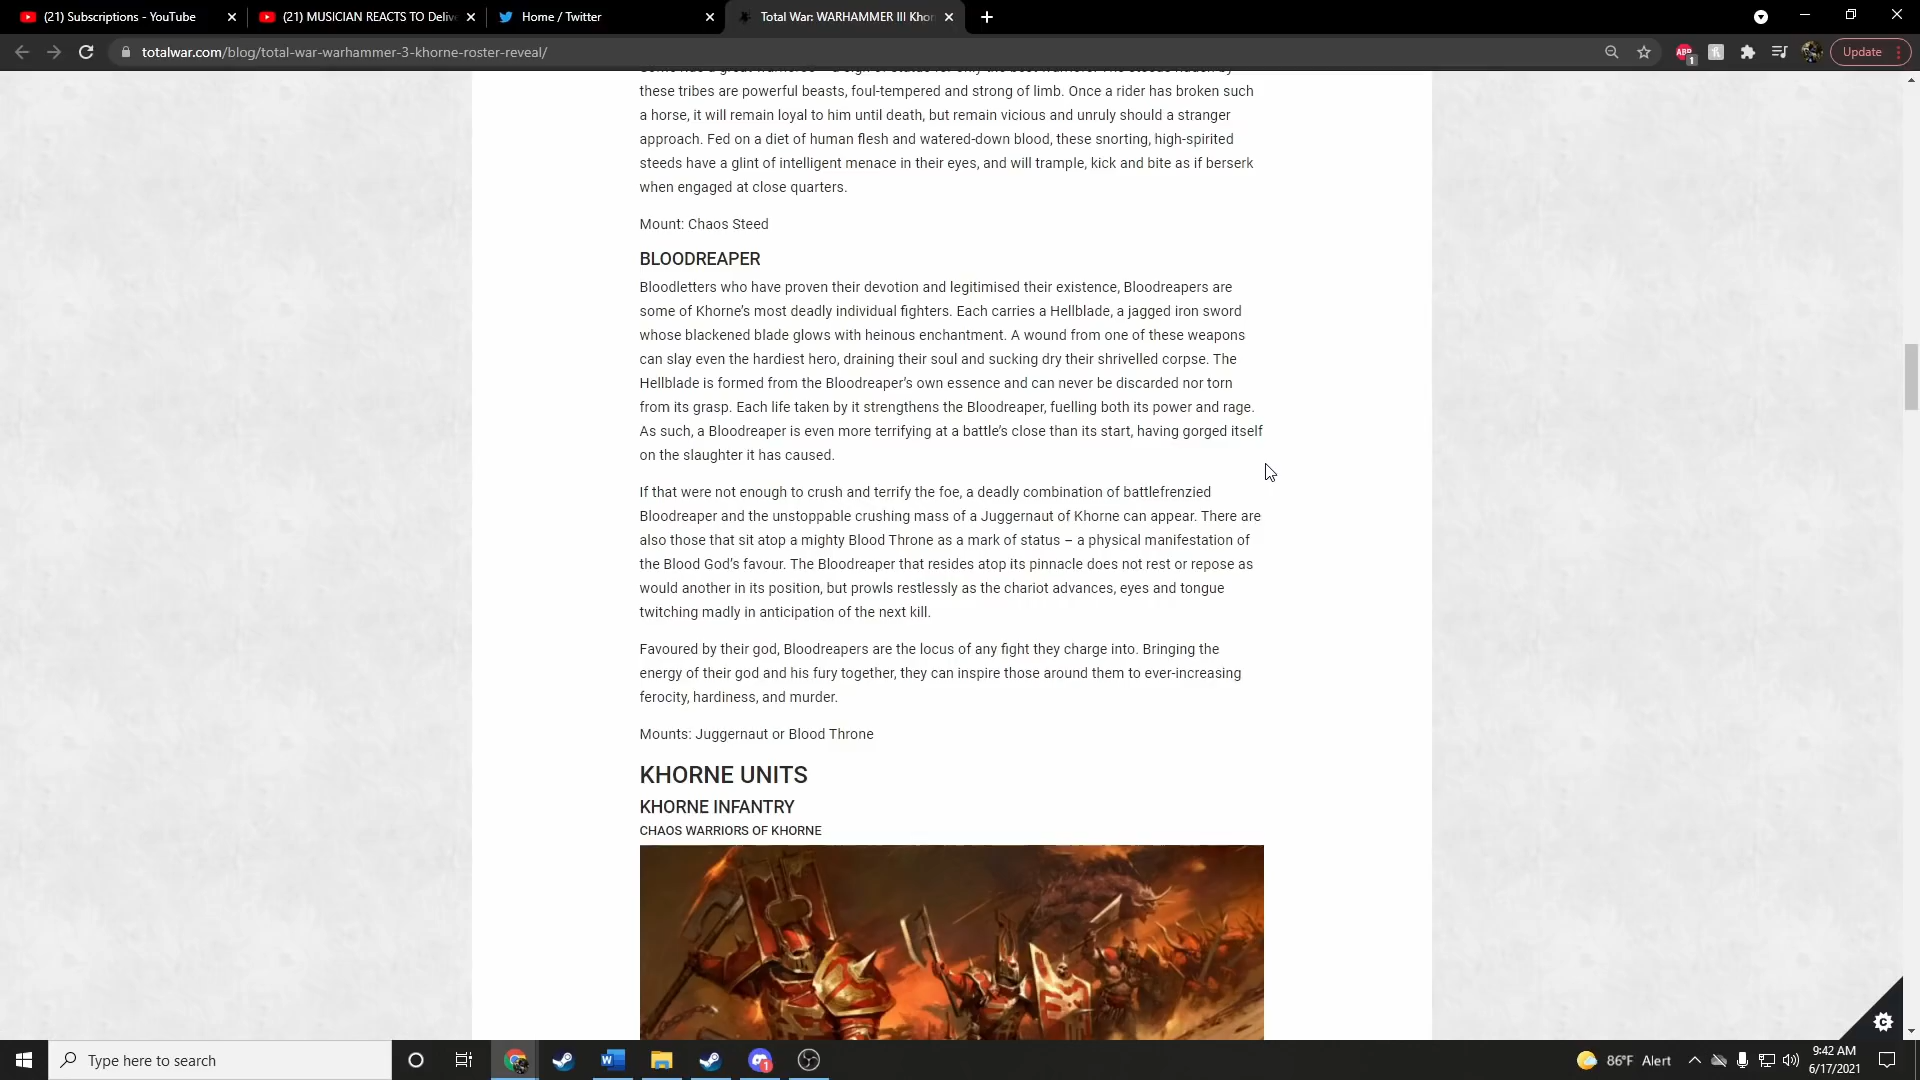 (21) Subscriptions - YouTube
(21) MUSICIAN REACTS TO Delive
Home / Twitter
Total War: WARHAMMER III Khor
totalwar.com/blog/total-war-warhammer-3-khorne-roster-reveal/
Update
these tribes are powerful beasts, foul-tempered and strong of limb. Once a rider has broken such
a horse, it will remain loyal to him until death, but remain vicious and unruly should a stranger
approach. Fed on a diet of human flesh and watered-down blood, these snorting, high-spirited
steeds have a glint of intelligent menace in their eyes, and will trample, kick and bite as if berserk
when engaged at close quarters.
Mount: Chaos Steed
BLOODREAPER
Bloodletters who have proven their devotion and legitimised their existence, Bloodreapers are
some of Khorne's most deadly individual fighters. Each carries a Hellblade, a jagged iron sword
whose blackened blade glows with heinous enchantment. A wound from one of these weapons
can slay even the hardiest hero, draining their soul and sucking dry their shrivelled corpse. The
Hellblade is formed from the Bloodreaper's own essence and can never be discarded nor torn
from its grasp. Each life taken by it strengthens the Bloodreaper, fuelling both its power and rage.
As such, a Bloodreaper is even more terrifying at a battle's close than its start, having gorged itself
on the slaughter it has caused.
If that were not enough to crush and terrify the foe, a deadly combination of battlefrenzied
Bloodreaper and the unstoppable crushing mass of a Juggernaut of Khorne can appear. There are
also those that sit atop a mighty Blood Throne as a mark of status – a physical manifestation of
the Blood God's favour. The Bloodreaper that resides atop its pinnacle does not rest or repose as
would another in its position, but prowls restlessly as the chariot advances, eyes and tongue
twitching madly in anticipation of the next kill.
Favoured by their god, Bloodreapers are the locus of any fight they charge into. Bringing the
energy of their god and his fury together, they can inspire those around them to ever-increasing
ferocity, hardiness, and murder.
Mounts: Juggernaut or Blood Throne
KHORNE UNITS
KHORNE INFANTRY
CHAOS WARRIORS OF KHORNE
Type here to search
86°F Alert
9:42 AM
6/17/2021